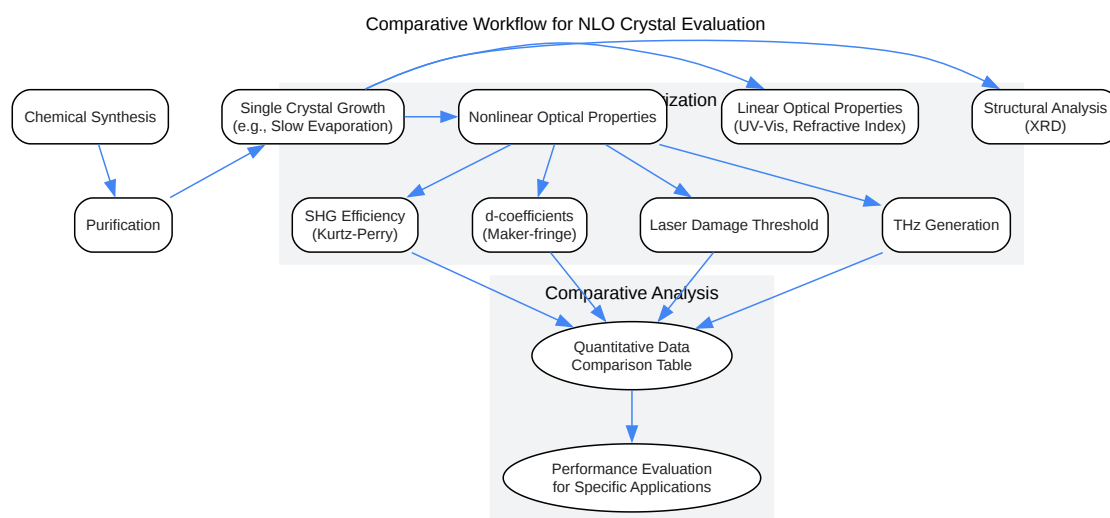 Comparative Workflow for NLO Crystal Evaluation
Chemical Synthesis
Single Crystal Growth
(e.g., Slow Evaporation)
Nonlinear Optical Properties
Linear Optical Properties
(UV-Vis, Refractive Index)
Structural Analysis
(XRD)
Purification
SHG Efficiency
(Kurtz-Perry)
d-coefficients
(Maker-fringe)
Laser Damage Threshold
THz Generation
Comparative Analysis
Quantitative Data
Comparison Table
Performance Evaluation
for Specific Applications